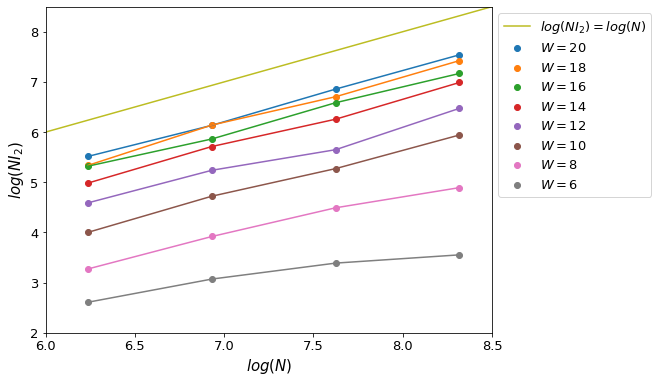 8
7
6
5
4
3
2
log(NI₂)
6.0 6.5 7.0 7.5 8.0 8.5
log(N)
log(NI₂) = log(N)
W = 20
W = 18
W = 16
W = 14
W = 12
W = 10
W = 8
W = 6